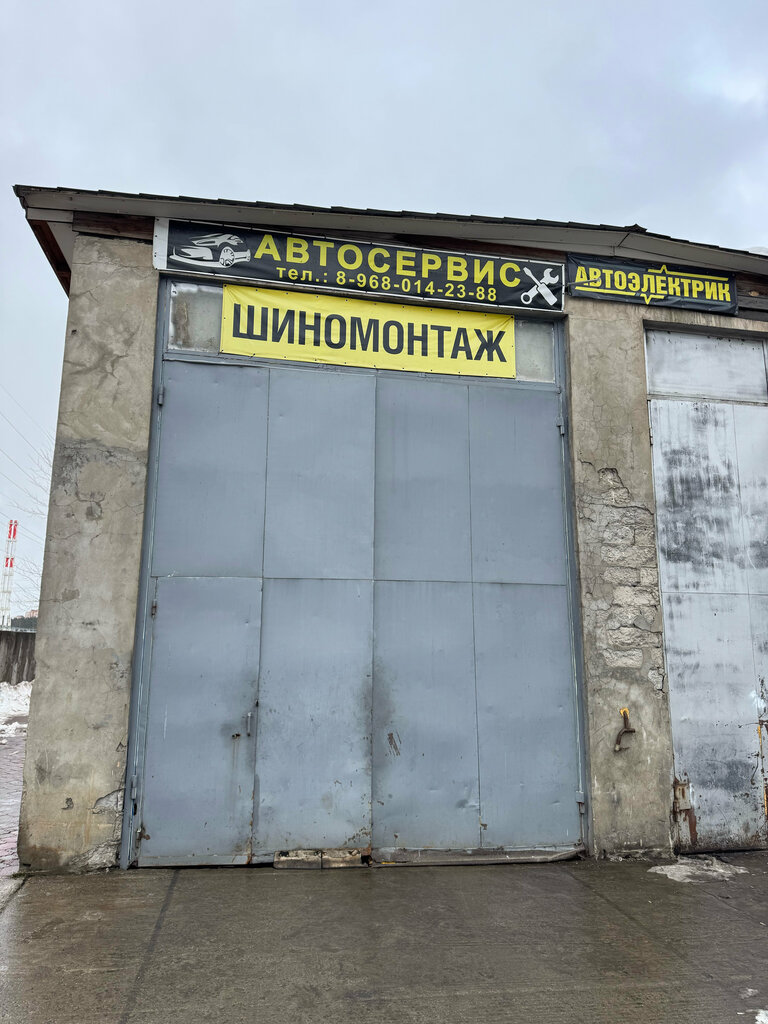 АВТОСЕРВИС
тел.: 8-968-014-23-88
ШИНОМОНТАЖ
АВТОЭЛЕКТРИК